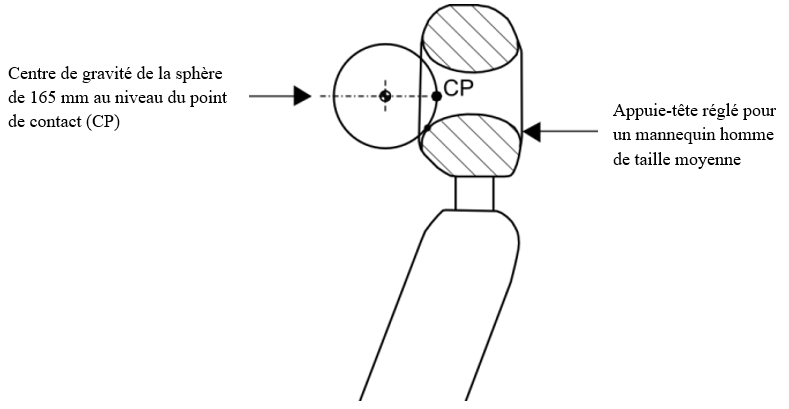 Centre de gravité de la sphère
de 165 mm au niveau du point
de contact (CP)
CP
Appuie-tête réglé pour
un mannequin homme
de taille moyenne